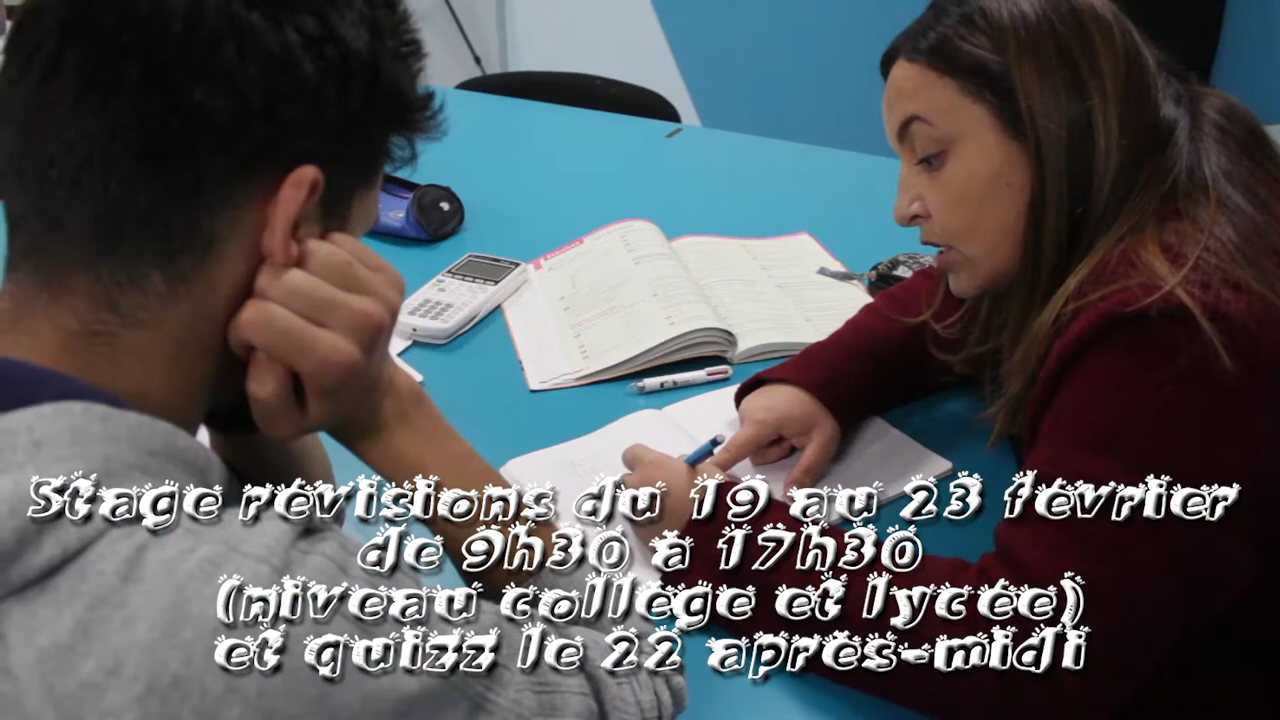 Stage révisions du 19 au 23 février
de 9h30 à 17h30
(niveau collège et lycée)
et quizz le 22 après-midi